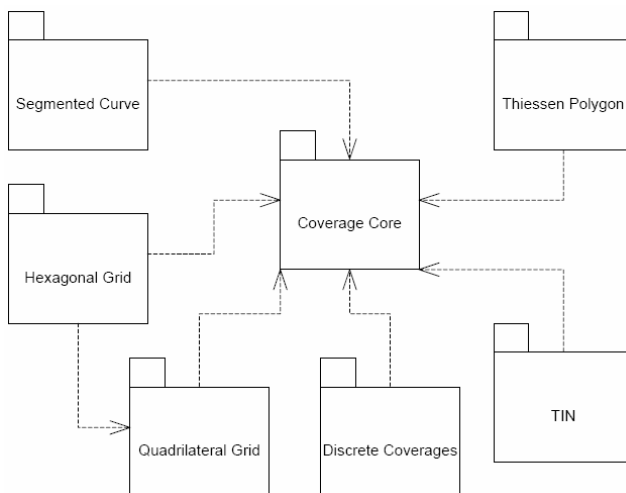 Segmented Curve
Thiessen Polygon
Coverage Core
Hexagonal Grid
TIN
Quadrilateral Grid
Discrete Coverages